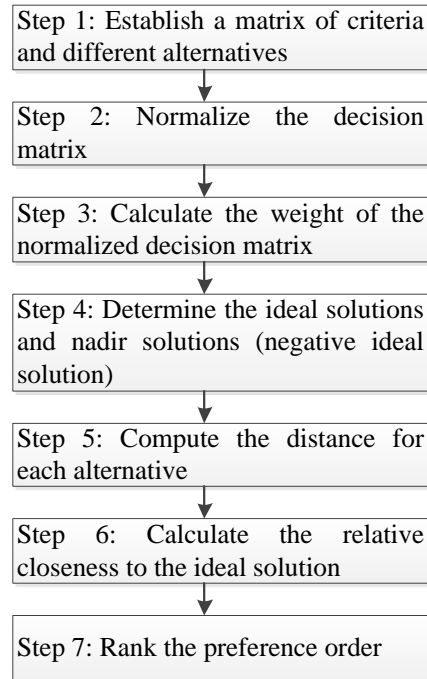 Step 1: Establish a matrix of criteria
and different alternatives
Step 2: Normalize the decision
matrix
Step 3: Calculate the weight of the
normalized decision matrix
Step 4: Determine the ideal solutions
and nadir solutions (negative ideal
solution)
Step 5: Compute the distance for
each alternative
Step 6: Calculate the relative
closeness to the ideal solution
Step 7: Rank the preference order